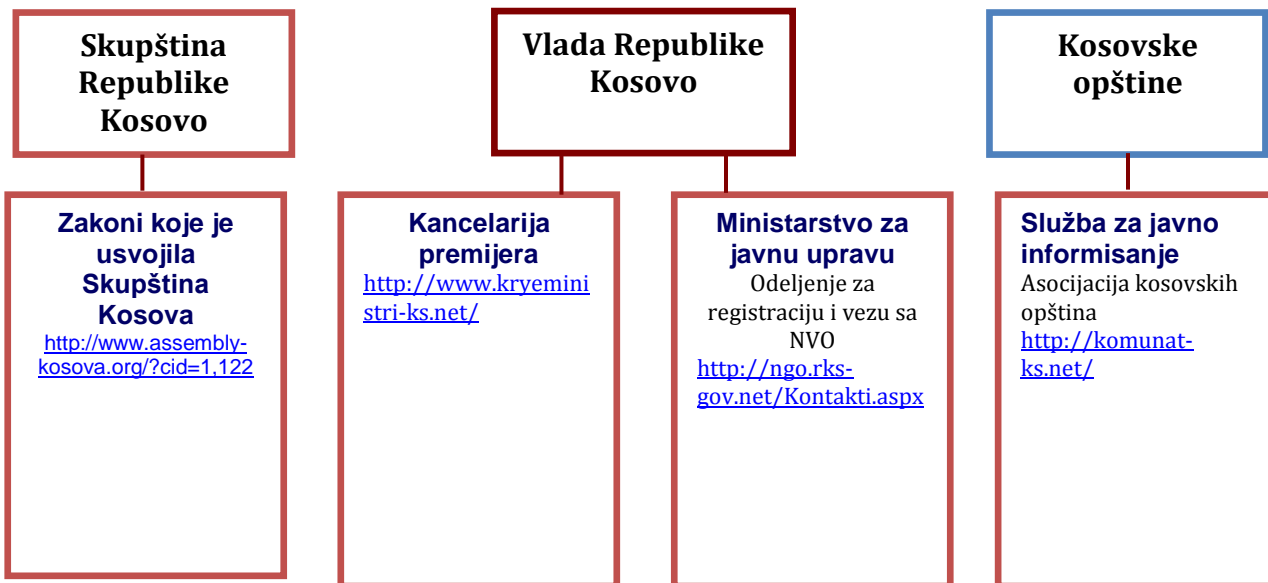 Skupština
Republike
Kosovo
Vlada Republike
Kosovo
Kosovske
opštine
Zakoni koje je
usvojila
Skupština
Kosova
http://www.assembly-
kosova.org/?cid=1,122
Kancelarija
premijera
http://www.kryemini
stri-ks.net/
Ministarstvo za
javnu upravu
Odeljenje za
registraciju i vezu sa
NVO
http://ngo.rks-
gov.net/Kontakti.aspx
Služba za javno
informisanje
Asocijacija kosovskih
opština
http://komunat-
ks.net/